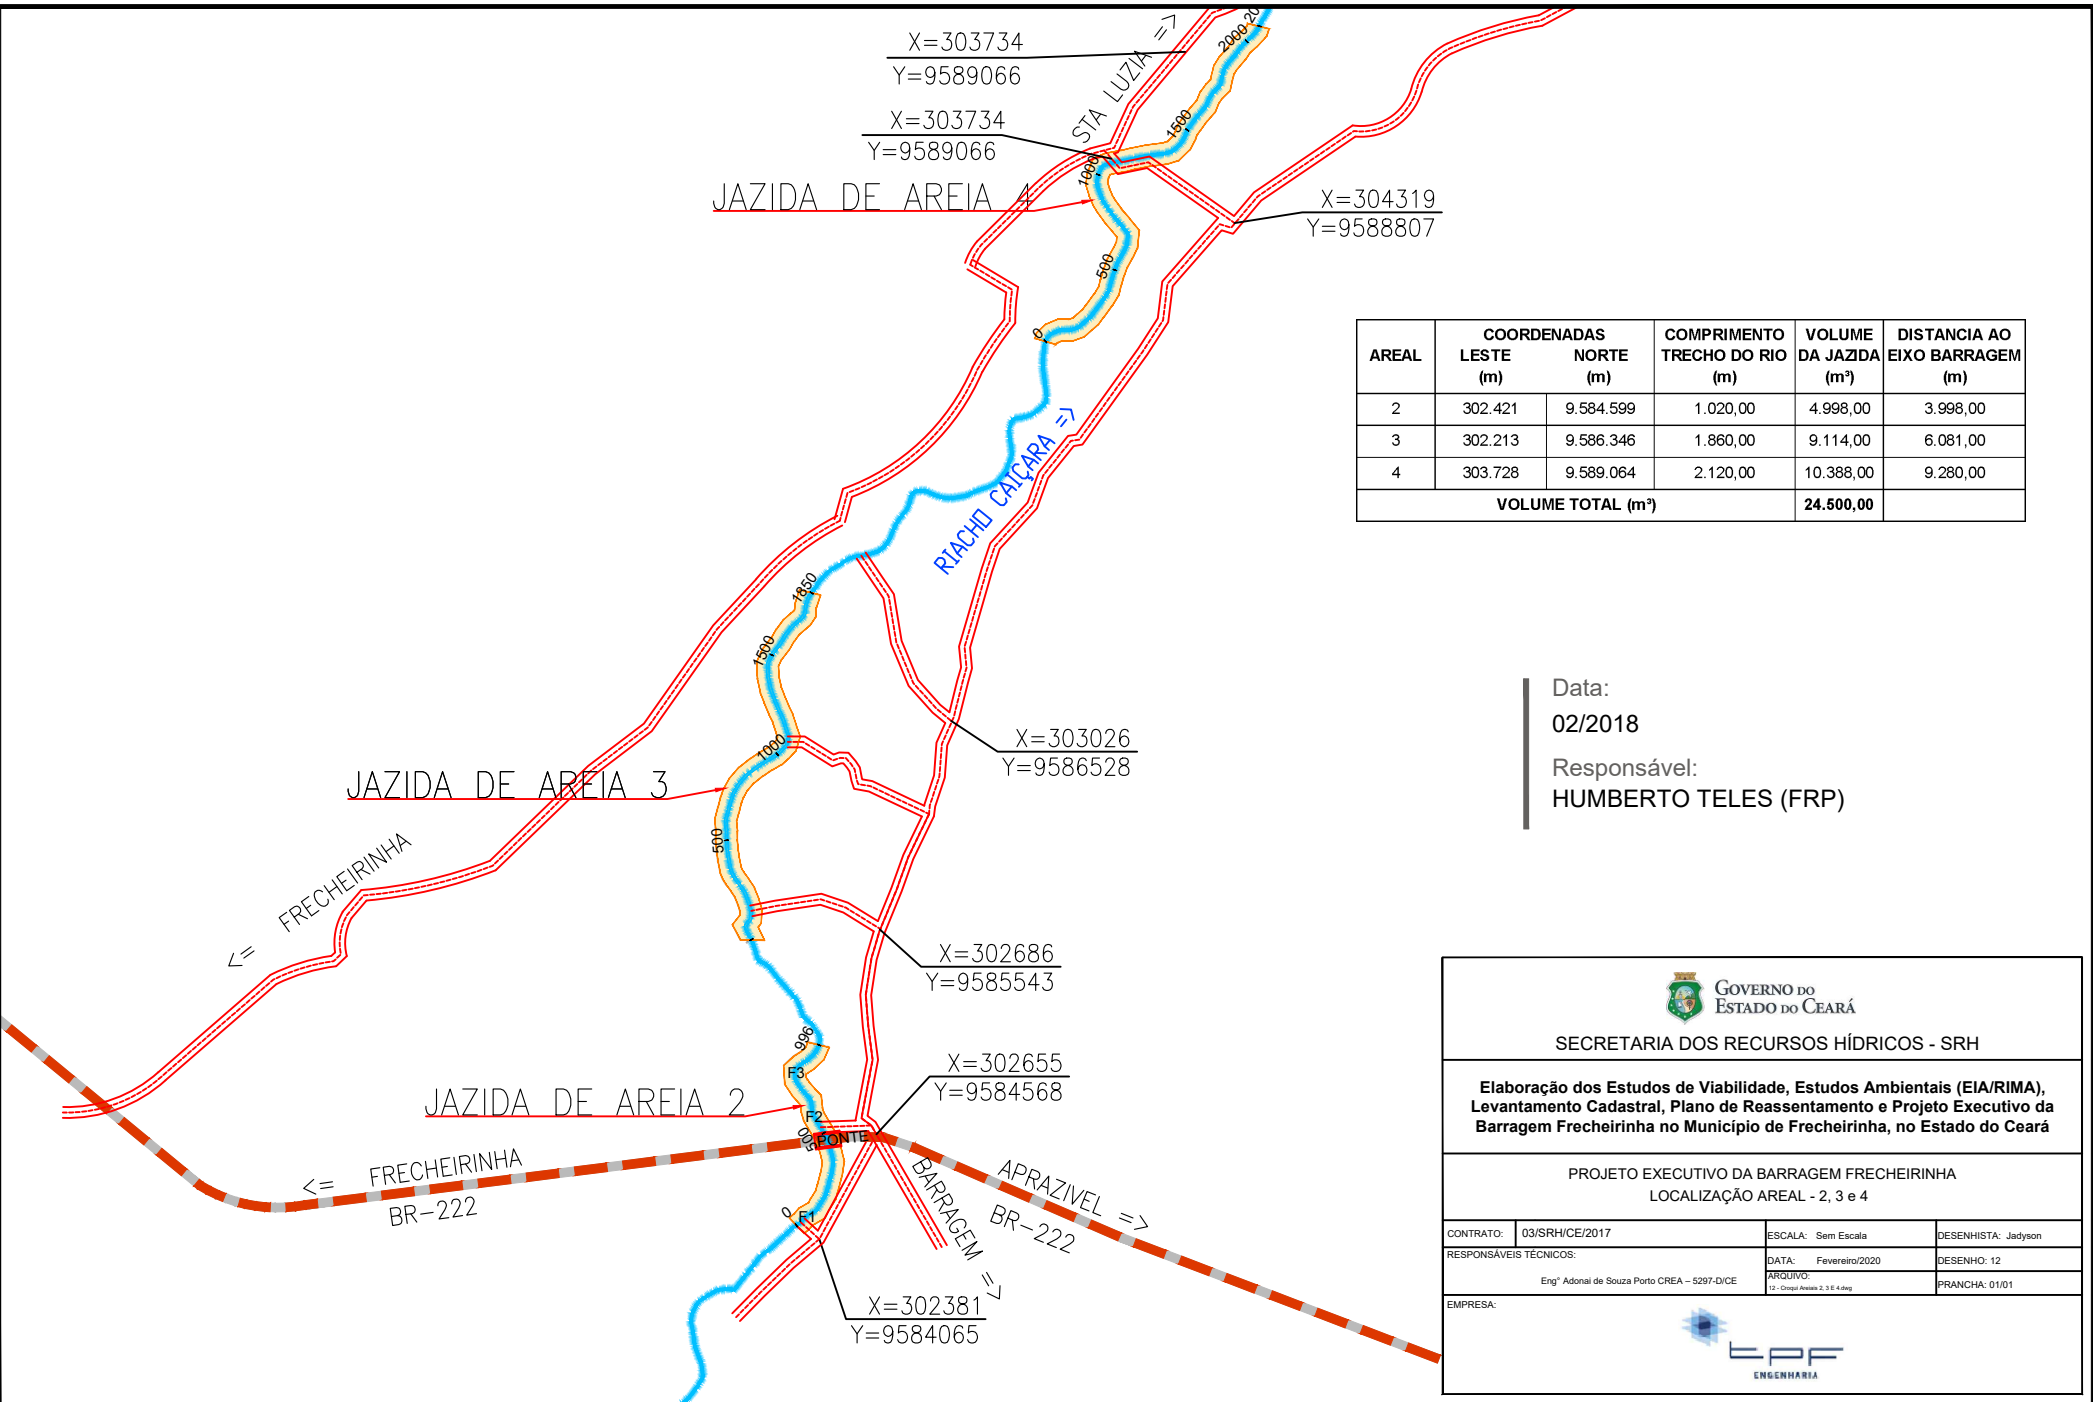 X=303734
Y=9589066
X=303734
Y=9589066
STA LUZIA =>
2000
20
1500
1000
JAZIDA DE AREIA 4
X=304319
Y=9588807
500
0
AREAL
COORDENADAS
LESTE
(m)
NORTE
(m)
COMPRIMENTO
TRECHO DO RIO
(m)
VOLUME
DA JAZIDA
(m³)
DISTANCIA AO
EIXO BARRAGEM
(m)
2 302.421 9.584.599 1.020,00 4.998,00 3.998,00
3 302.213 9.586.346 1.860,00 9.114,00 6.081,00
4 303.728 9.589.064 2.120,00 10.388,00 9.280,00
VOLUME TOTAL (m³) 24.500,00
RIACHO CAIÇARA =>
1850
1500
1000
X=303026
Y=9586528
JAZIDA DE AREIA 3
500
<= FRECHEIRINHA
X=302686
Y=9585543
996
F3
X=302655
Y=9584568
JAZIDA DE AREIA 2
F2
500
PONTE
<= FRECHEIRINHA
BR-222
BARRAGEM =>
APRAZIVEL =>
BR-222
0
F1
X=302381
Y=9584065
Data:
02/2018
Responsável:
HUMBERTO TELES (FRP)
GOVERNO DO
ESTADO DO CEARÁ
SECRETARIA DOS RECURSOS HÍDRICOS - SRH
Elaboração dos Estudos de Viabilidade, Estudos Ambientais (EIA/RIMA),
Levantamento Cadastral, Plano de Reassentamento e Projeto Executivo da
Barragem Frecheirinha no Município de Frecheirinha, no Estado do Ceará
PROJETO EXECUTIVO DA BARRAGEM FRECHEIRINHA
LOCALIZAÇÃO AREAL - 2, 3 e 4
CONTRATO: 03/SRH/CE/2017
ESCALA: Sem Escala
DESENHISTA: Jadyson
RESPONSÁVEIS TÉCNICOS:
Eng° Adonai de Souza Porto CREA – 5297-D/CE
DATA: Fevereiro/2020
DESENHO: 12
ARQUIVO:
12 - Croqui Areais 2, 3 E 4.dwg
PRANCHA: 01/01
EMPRESA:
tpf
ENGENHARIA